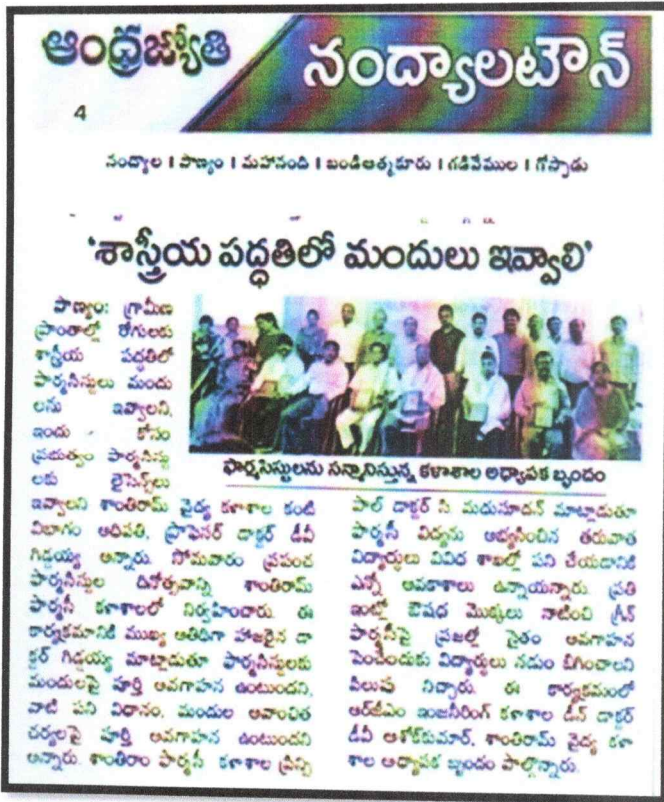 ఆంధ్రజ్యోతి
నంద్యాలటౌన్
4
నంద్యాల | పాణ్యం | మహానంది | బండిఆత్మకూరు | గడివేముల | గోస్పాడు
'శాస్త్రీయ పద్ధతిలో మందులు ఇవ్వాలి'
పాణ్యం: గ్రామీణ
ప్రాంతాల్లో రోగులకు
శాస్త్రీయ పద్ధతిలో
ఫార్మసిస్టులు మందు
లను ఇవ్వాలని,
ఇందు కోసం
ప్రభుత్వం ఫార్మసిస్టు
లకు లైసెన్స్‌లు
ఇవ్వాలని శాంతిరామ్ వైద్య కళాశాల కంటి
విభాగం అధిపతి, ప్రొఫెసర్ డాక్టర్ డీవీ
గిడ్డయ్య అన్నారు. సోమవారం ప్రపంచ
ఫార్మసిస్టుల దినోత్సవాన్ని శాంతిరామ్
ఫార్మసీ కళాశాలలో నిర్వహించారు. ఈ
కార్యక్రమానికి ముఖ్య అతిథిగా హాజరైన డా
క్టర్ గిడ్డయ్య మాట్లాడుతూ ఫార్మసిస్టులకు
మందులపై పూర్తి అవగాహన ఉంటుందని,
వాటి పని విధానం, మందుల అవాంఛిత
చర్యలపై పూర్తి అవగాహన ఉంటుందని
అన్నారు. శాంతిరాం ఫార్మసీ కళాశాల ప్రిన్సి
ఫార్మసిస్టులను సన్మానిస్తున్న కళాశాల అధ్యాపక బృందం
పాల్ డాక్టర్ సి. మధుసూదన్ మాట్లాడుతూ
ఫార్మసీ విద్యను అభ్యసించిన తరువాత
విద్యార్థులు వివిధ శాఖల్లో పని చేయడానికి
ఎన్నో అవకాశాలు ఉన్నాయన్నారు. ప్రతి
ఇంట్లో ఔషధ మొక్కలు నాటించి గ్రీన్
ఫార్మసీపై ప్రజల్లో సైతం అవగాహన
పెంచేందుకు విద్యార్థులు నడుం బిగించాలని
పిలుపు నిచ్చారు. ఈ కార్యక్రమంలో
ఆర్‌జీఎం ఇంజనీరింగ్ కళాశాల డీన్ డాక్టర్
డీవీ అశోక్‌కుమార్, శాంతిరామ్ వైద్య కళా
శాల అధ్యాపక బృందం పాల్గొన్నారు.